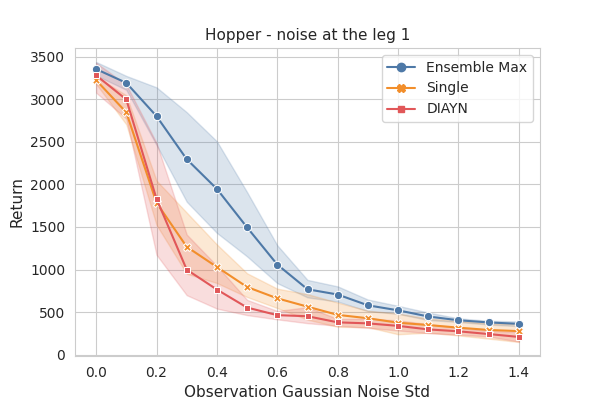 Hopper - noise at the leg 1
Ensemble Max
Single
DIAYN
Return
3500
3000
2500
2000
1500
1000
500
0
0.0 0.2 0.4 0.6 0.8 1.0 1.2 1.4
Observation Gaussian Noise Std